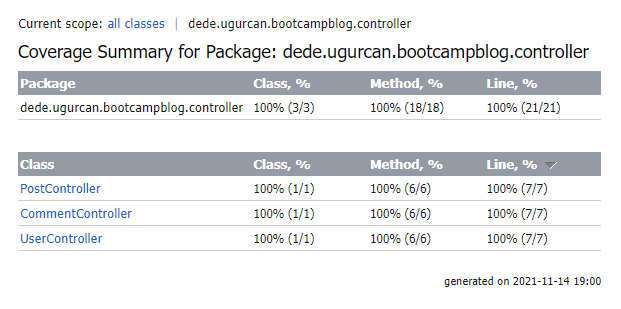 Current scope: all classes | dede.ugurcan.bootcampblog.controller
Coverage Summary for Package: dede.ugurcan.bootcampblog.controller
Package Class, % Method, % Line, %
dede.ugurcan.bootcampblog.controller 100% (3/3) 100% (18/18) 100% (21/21)
Class Class, % Method, % Line, %
PostController 100% (1/1) 100% (6/6) 100% (7/7)
CommentController 100% (1/1) 100% (6/6) 100% (7/7)
UserController 100% (1/1) 100% (6/6) 100% (7/7)
generated on 2021-11-14 19:00